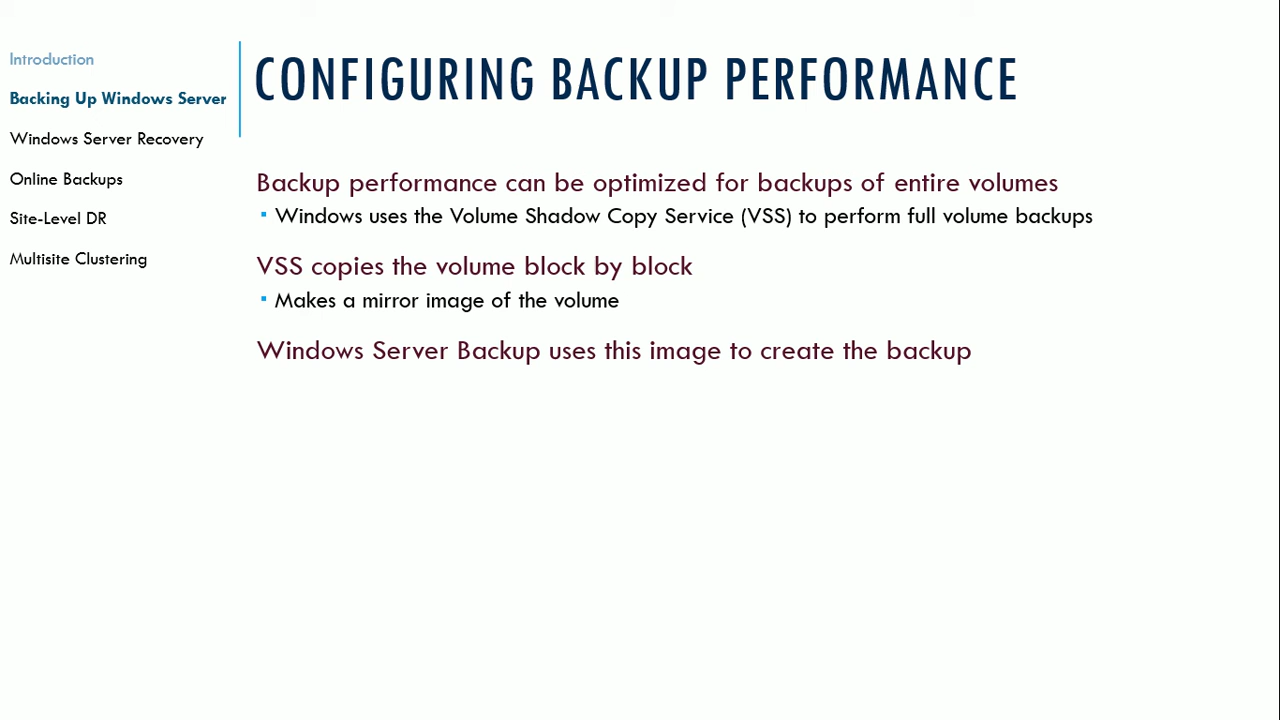 Introduction
Backing Up Windows Server
Windows Server Recovery
Online Backups
Site-Level DR
Multisite Clustering
CONFIGURING BACKUP PERFORMANCE
Backup performance can be optimized for backups of entire volumes
▪ Windows uses the Volume Shadow Copy Service (VSS) to perform full volume backups
VSS copies the volume block by block
▪ Makes a mirror image of the volume
Windows Server Backup uses this image to create the backup